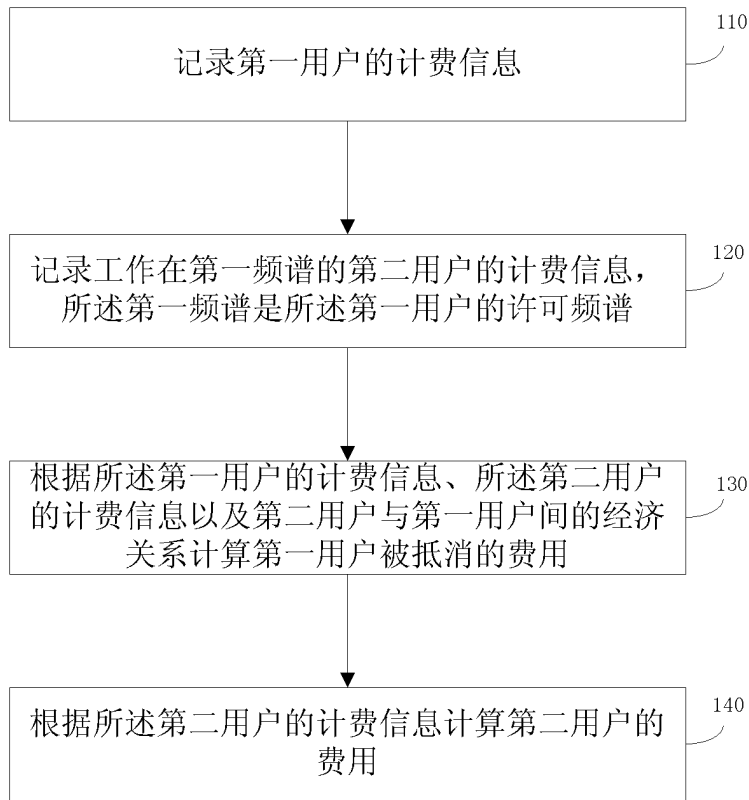 记录第一用户的计费信息
110
记录工作在第一频谱的第二用户的计费信息，
所述第一频谱是所述第一用户的许可频谱
120
根据所述第一用户的计费信息、所述第二用户
的计费信息以及第二用户与第一用户间的经济
关系计算第一用户被抵消的费用
130
根据所述第二用户的计费信息计算第二用户的
费用
140